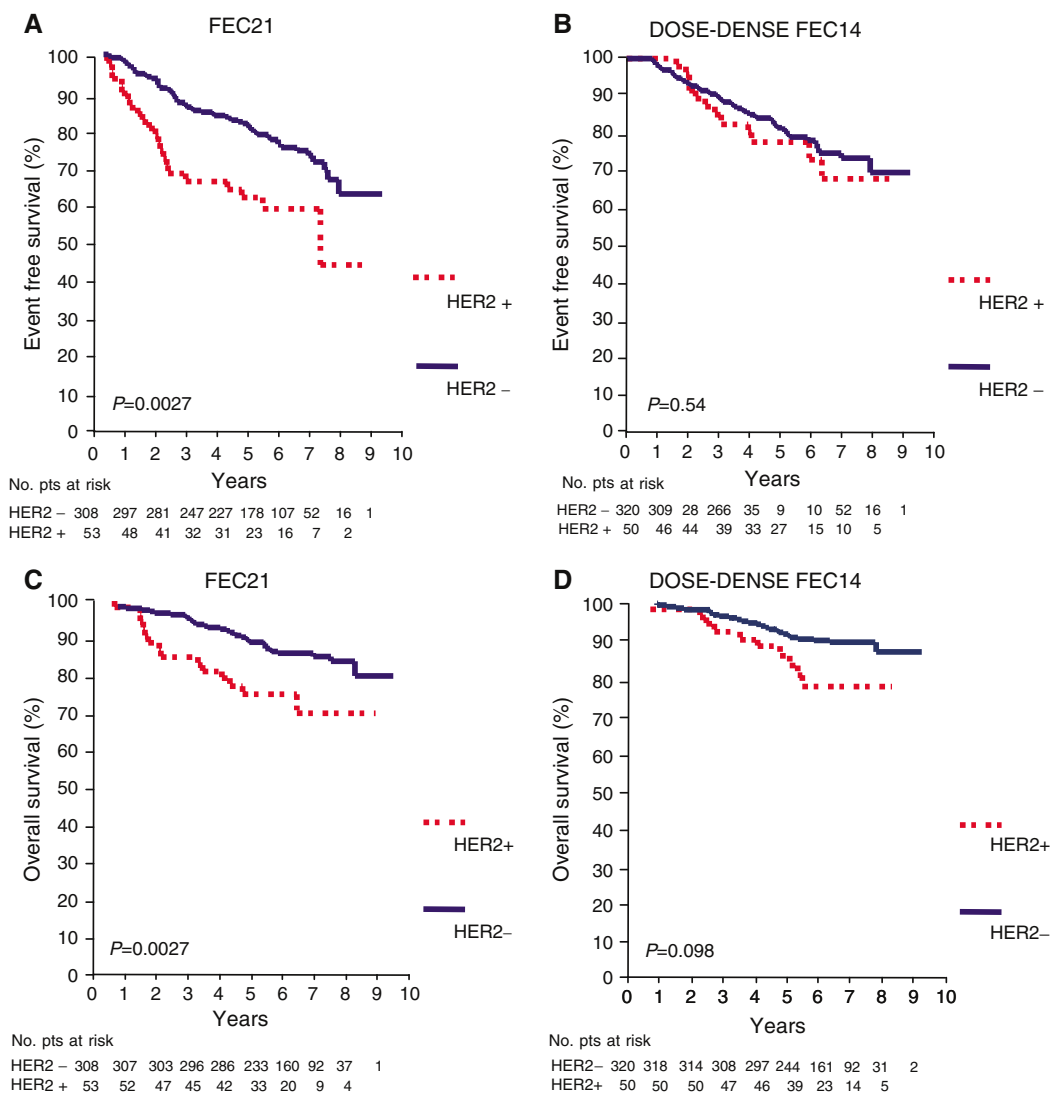 A
FEC21
Event free survival (%)
100
90
80
70
60
50
40
30
20
10
0
P=0.0027
HER2 +
HER2 −
0 1 2 3 4 5 6 7 8 9 10
Years
No. pts at risk
HER2 − 308 297 281 247 227 178 107 52 16 1
HER2 + 53 48 41 32 31 23 16 7 2
B
DOSE-DENSE FEC14
Event free survival (%)
100
90
80
70
60
50
40
30
20
10
0
P=0.54
HER2 +
HER2 −
0 1 2 3 4 5 6 7 8 9 10
Years
No. pts at risk
HER2 − 320 309 28 266 35 9 10 52 16 1
HER2 + 50 46 44 39 33 27 15 10 5
C
FEC21
Overall survival (%)
100
90
80
70
60
50
40
30
20
10
0
P=0.0027
HER2+
HER2−
0 1 2 3 4 5 6 7 8 9 10
Years
No. pts at risk
HER2 − 308 307 303 296 286 233 160 92 37 1
HER2 + 53 52 47 45 42 33 20 9 4
D
DOSE-DENSE FEC14
Overall survival (%)
100
90
80
70
60
50
40
30
20
10
0
P=0.098
HER2+
HER2−
0 1 2 3 4 5 6 7 8 9 10
Years
No. pts at risk
HER2− 320 318 314 308 297 244 161 92 31 2
HER2+ 50 50 50 47 46 39 23 14 5